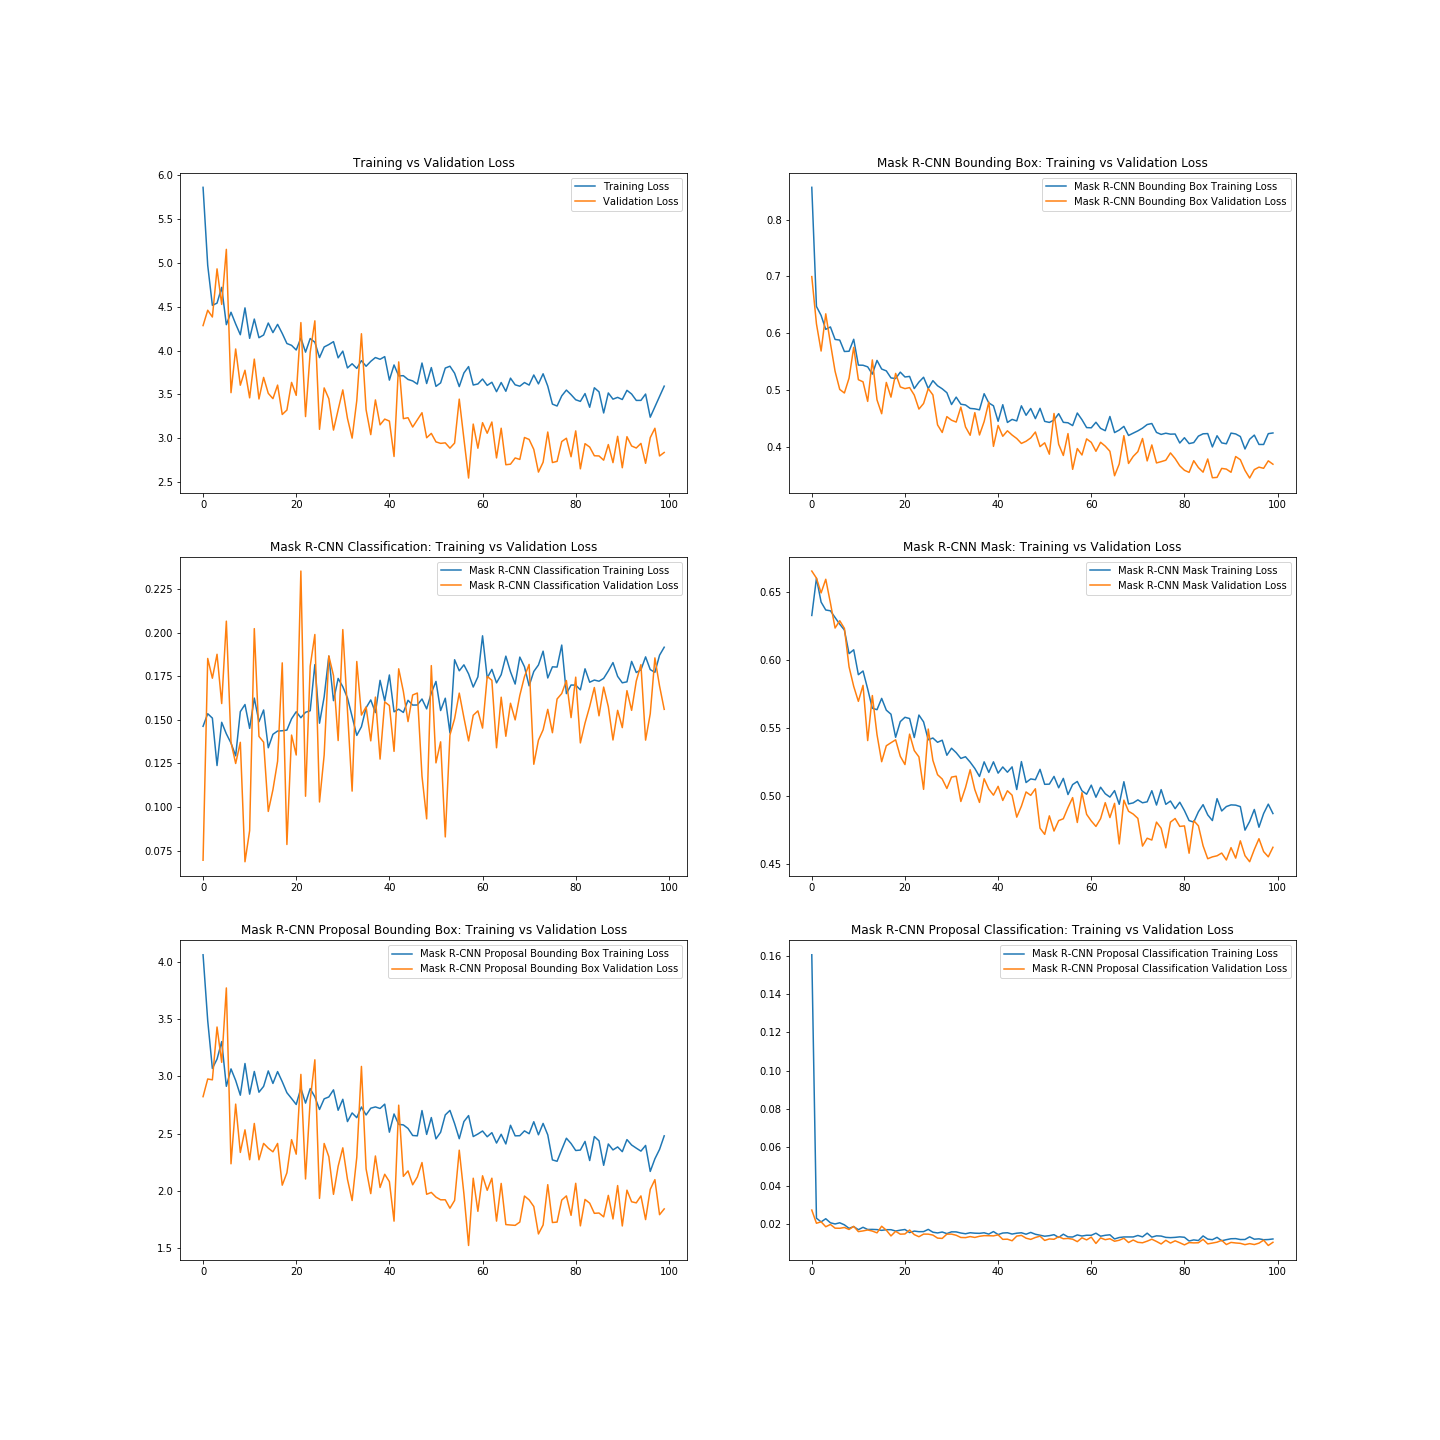 Training vs Validation Loss
6.0
5.5
5.0
4.5
4.0
3.5
3.0
2.5
0 20 40 60 80 100
Training Loss
Validation Loss
Mask R-CNN Bounding Box: Training vs Validation Loss
0.8
0.7
0.6
0.5
0.4
0 20 40 60 80 100
Mask R-CNN Bounding Box Training Loss
Mask R-CNN Bounding Box Validation Loss
Mask R-CNN Classification: Training vs Validation Loss
0.225
0.200
0.175
0.150
0.125
0.100
0.075
0 20 40 60 80 100
Mask R-CNN Classification Training Loss
Mask R-CNN Classification Validation Loss
Mask R-CNN Mask: Training vs Validation Loss
0.65
0.60
0.55
0.50
0.45
0 20 40 60 80 100
Mask R-CNN Mask Training Loss
Mask R-CNN Mask Validation Loss
Mask R-CNN Proposal Bounding Box: Training vs Validation Loss
4.0
3.5
3.0
2.5
2.0
1.5
0 20 40 60 80 100
Mask R-CNN Proposal Bounding Box Training Loss
Mask R-CNN Proposal Bounding Box Validation Loss
Mask R-CNN Proposal Classification: Training vs Validation Loss
0.16
0.14
0.12
0.10
0.08
0.06
0.04
0.02
0 20 40 60 80 100
Mask R-CNN Proposal Classification Training Loss
Mask R-CNN Proposal Classification Validation Loss